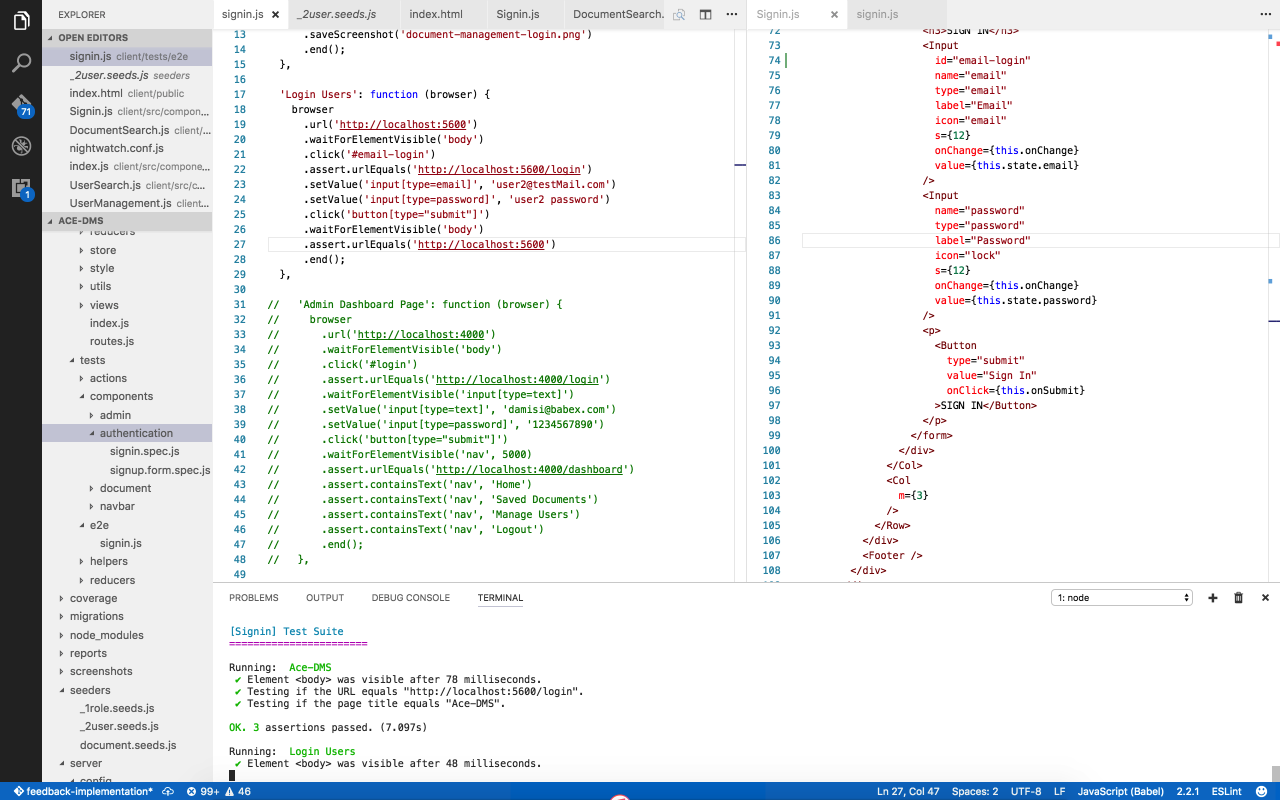 EXPLORER
OPEN EDITORS
signin.js client/tests/e2e
_2user.seeds.js seeders
index.html client/public
Signin.js client/src/compon...
DocumentSearch.js client/...
nightwatch.conf.js
index.js client/src/compone...
UserSearch.js client/src/c...
UserManagement.js client/...
ACE-DMS
reducers
store
style
utils
views
index.js
routes.js
tests
actions
components
admin
authentication
signin.spec.js
signup.form.spec.js
document
navbar
e2e
signin.js
helpers
reducers
coverage
migrations
node_modules
reports
screenshots
seeders
_1role.seeds.js
_2user.seeds.js
document.seeds.js
server
config
71
1
signin.js _2user.seeds.js index.html Signin.js DocumentSearch.
13 .saveScreenshot('document-management-login.png')
14 .end();
15 },
16
17 'Login Users': function (browser) {
18 browser
19 .url('http://localhost:5600')
20 .waitForElementVisible('body')
21 .click('#email-login')
22 .assert.urlEquals('http://localhost:5600/login')
23 .setValue('input[type=email]', 'user2@testMail.com')
24 .setValue('input[type=password]', 'user2 password')
25 .click('button[type="submit"]')
26 .waitForElementVisible('body')
27 .assert.urlEquals('http://localhost:5600')
28 .end();
29 },
30
31 // 'Admin Dashboard Page': function (browser) {
32 // browser
33 // .url('http://localhost:4000')
34 // .waitForElementVisible('body')
35 // .click('#login')
36 // .assert.urlEquals('http://localhost:4000/login')
37 // .waitForElementVisible('input[type=text]')
38 // .setValue('input[type=text]', 'damisi@babex.com')
39 // .setValue('input[type=password]', '1234567890')
40 // .click('button[type="submit"]')
41 // .waitForElementVisible('nav', 5000)
42 // .assert.urlEquals('http://localhost:4000/dashboard')
43 // .assert.containsText('nav', 'Home')
44 // .assert.containsText('nav', 'Saved Documents')
45 // .assert.containsText('nav', 'Manage Users')
46 // .assert.containsText('nav', 'Logout')
47 // .end();
48 // },
49
Signin.js signin.js
72 <h3>SIGN IN</h3>
73 <Input
74 id="email-login"
75 name="email"
76 type="email"
77 label="Email"
78 icon="email"
79 s={12}
80 onChange={this.onChange}
81 value={this.state.email}
82 />
83 <Input
84 name="password"
85 type="password"
86 label="Password"
87 icon="lock"
88 s={12}
89 onChange={this.onChange}
90 value={this.state.password}
91 />
92 <p>
93 <Button
94 type="submit"
95 value="Sign In"
96 onClick={this.onSubmit}
97 >SIGN IN</Button>
98 </p>
99 </form>
100 </div>
101 </Col>
102 <Col
103 m={3}
104 />
105 </Row>
106 </div>
107 <Footer />
108 </div>
PROBLEMS OUTPUT DEBUG CONSOLE TERMINAL
1: node
[Signin] Test Suite
=======================
Running: Ace-DMS
✔ Element <body> was visible after 78 milliseconds.
✔ Testing if the URL equals "http://localhost:5600/login".
✔ Testing if the page title equals "Ace-DMS".
OK. 3 assertions passed. (7.097s)
Running: Login Users
✔ Element <body> was visible after 48 milliseconds.
feedback-implementation* 99+ 46
Ln 27, Col 47 Spaces: 2 UTF-8 LF JavaScript (Babel) 2.2.1 ESLint